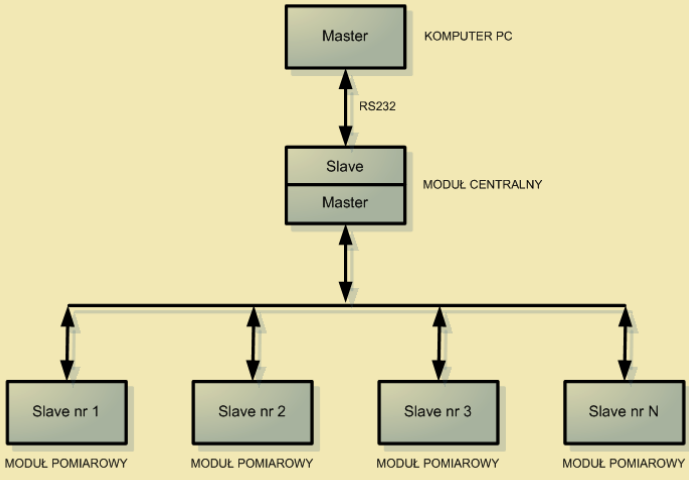 Master
KOMPUTER PC
RS232
Slave
MODUŁ CENTRALNY
Master
Slave nr 1
Slave nr 2
Slave nr 3
Slave nr N
MODUŁ POMIAROWY
MODUŁ POMIAROWY
MODUŁ POMIAROWY
MODUŁ POMIAROWY